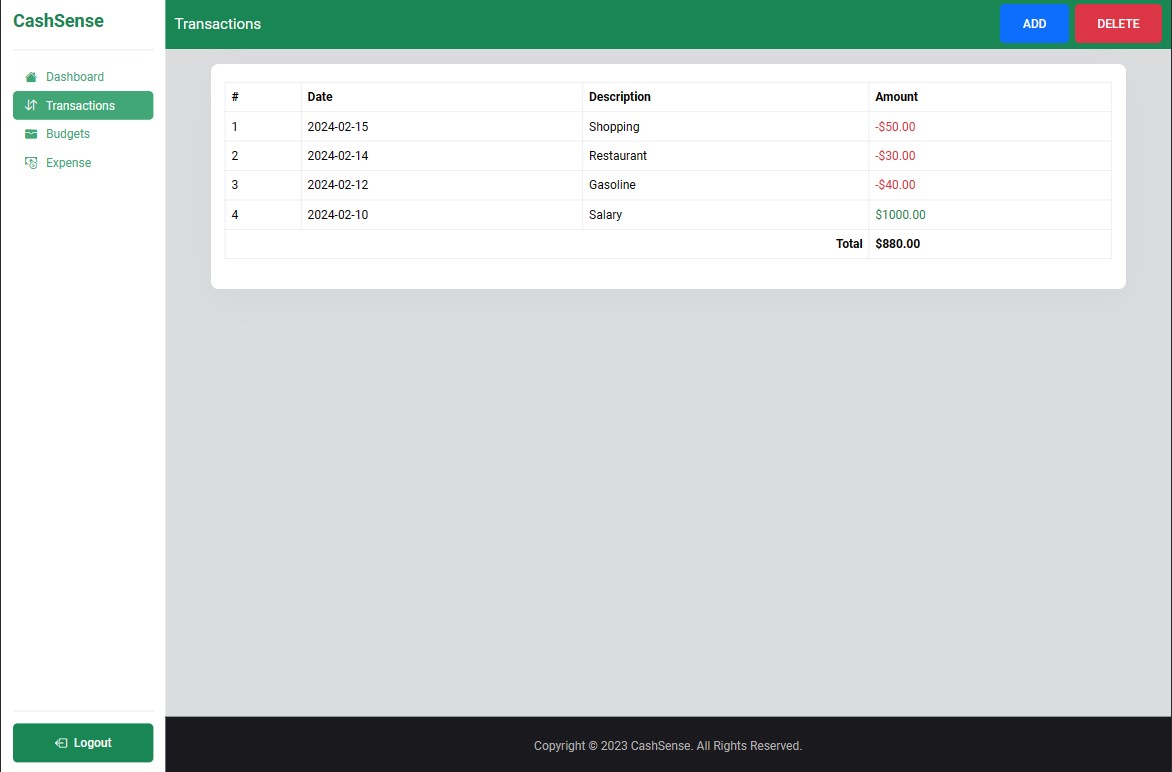 CashSense
Transactions
ADD
DELETE
Dashboard
Transactions
Budgets
Expense
# Date Description Amount
1 2024-02-15 Shopping -$50.00
2 2024-02-14 Restaurant -$30.00
3 2024-02-12 Gasoline -$40.00
4 2024-02-10 Salary $1000.00
Total $880.00
Logout
Copyright © 2023 CashSense. All Rights Reserved.